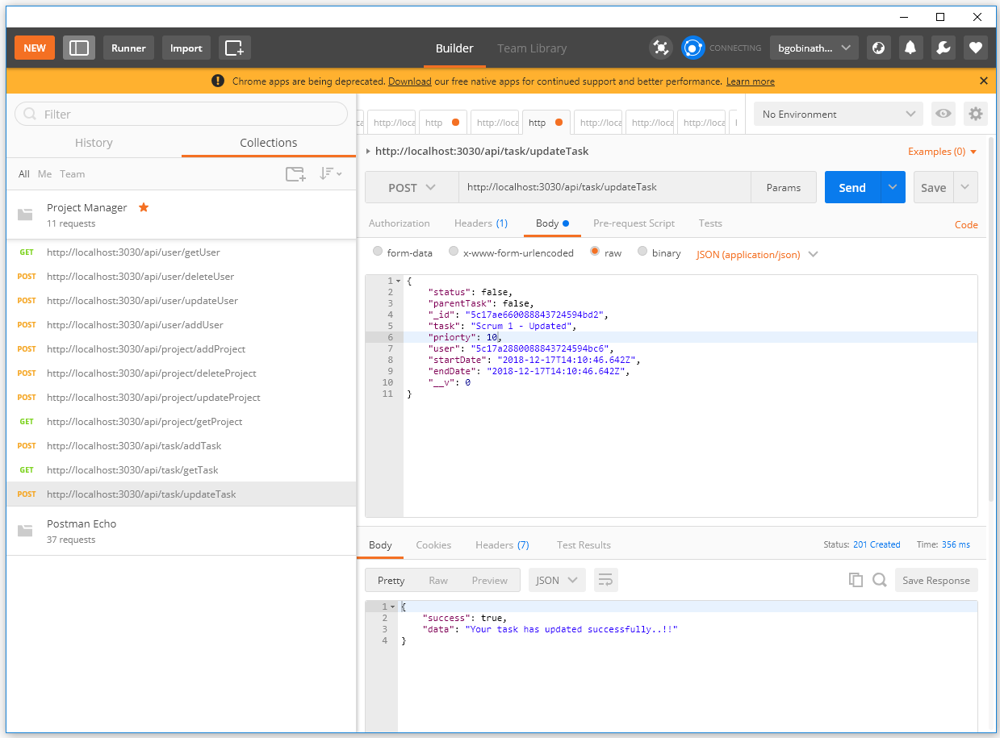 NEW Runner Import Builder Team Library CONNECTING bgobinath...
Chrome apps are being deprecated. Download our free native apps for continued support and better performance. Learn more
Filter
History Collections
All Me Team
Project Manager
11 requests
GET http://localhost:3030/api/user/getUser
POST http://localhost:3030/api/user/deleteUser
POST http://localhost:3030/api/user/updateUser
POST http://localhost:3030/api/user/addUser
POST http://localhost:3030/api/project/addProject
POST http://localhost:3030/api/project/deleteProject
POST http://localhost:3030/api/project/updateProject
GET http://localhost:3030/api/project/getProject
POST http://localhost:3030/api/task/addTask
GET http://localhost:3030/api/task/getTask
POST http://localhost:3030/api/task/updateTask
Postman Echo
37 requests
http://loca http http://loca http http://loca http://loca http://loca No Environment
http://localhost:3030/api/task/updateTask Examples (0)
POST http://localhost:3030/api/task/updateTask Params Send Save
Authorization Headers (1) Body Pre-request Script Tests Code
form-data x-www-form-urlencoded raw binary JSON (application/json)
1 {
2 "status": false,
3 "parentTask": false,
4 "_id": "5c17ae660088843724594bd2",
5 "task": "Scrum 1 - Updated",
6 "priorty": 10,
7 "user": "5c17a2880088843724594bc6",
8 "startDate": "2018-12-17T14:10:46.642Z",
9 "endDate": "2018-12-17T14:10:46.642Z",
10 "__v": 0
11 }
Body Cookies Headers (7) Test Results Status: 201 Created Time: 356 ms
Pretty Raw Preview JSON Save Response
1 {
2 "success": true,
3 "data": "Your task has updated successfully..!!"
4 }